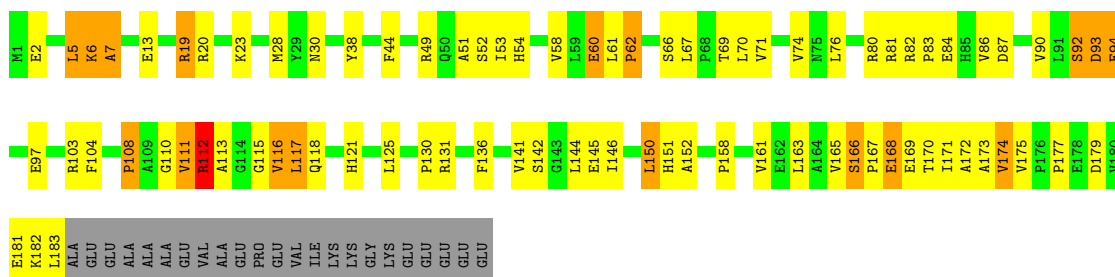 M1 E2 L5 K6 A7 E13 R19 R20 K23 M28 Y29 N30 Y38 F44 R49 Q50 A51 S52 I53 H54 V58 L59 E60 L61 P62 S66 L67 P68 T69 L70 V71 V74 N75 L76 R80 R81 R82 P83 E84 H85 V86 D87 V90 L91 S92 D93
E97 R103 F104 P108 A109 G110 V111 R112 A113 G114 G115 V116 L117 Q118 H121 L125 P130 R131 F136 V141 S142 G143 L144 E145 I146 L150 H151 A152 P158 V161 E162 L163 A164 V165 S166 P167 E168 E169 T170 I171 A172 A173 V174 V175 P176 P177 E178 D179
E181 K182 L183 ALA GLU GLU ALA ALA ALA GLU VAL ALA GLU PRO GLU VAL ILE LYS LYS GLY LYS GLU GLU GLU GLU GLU